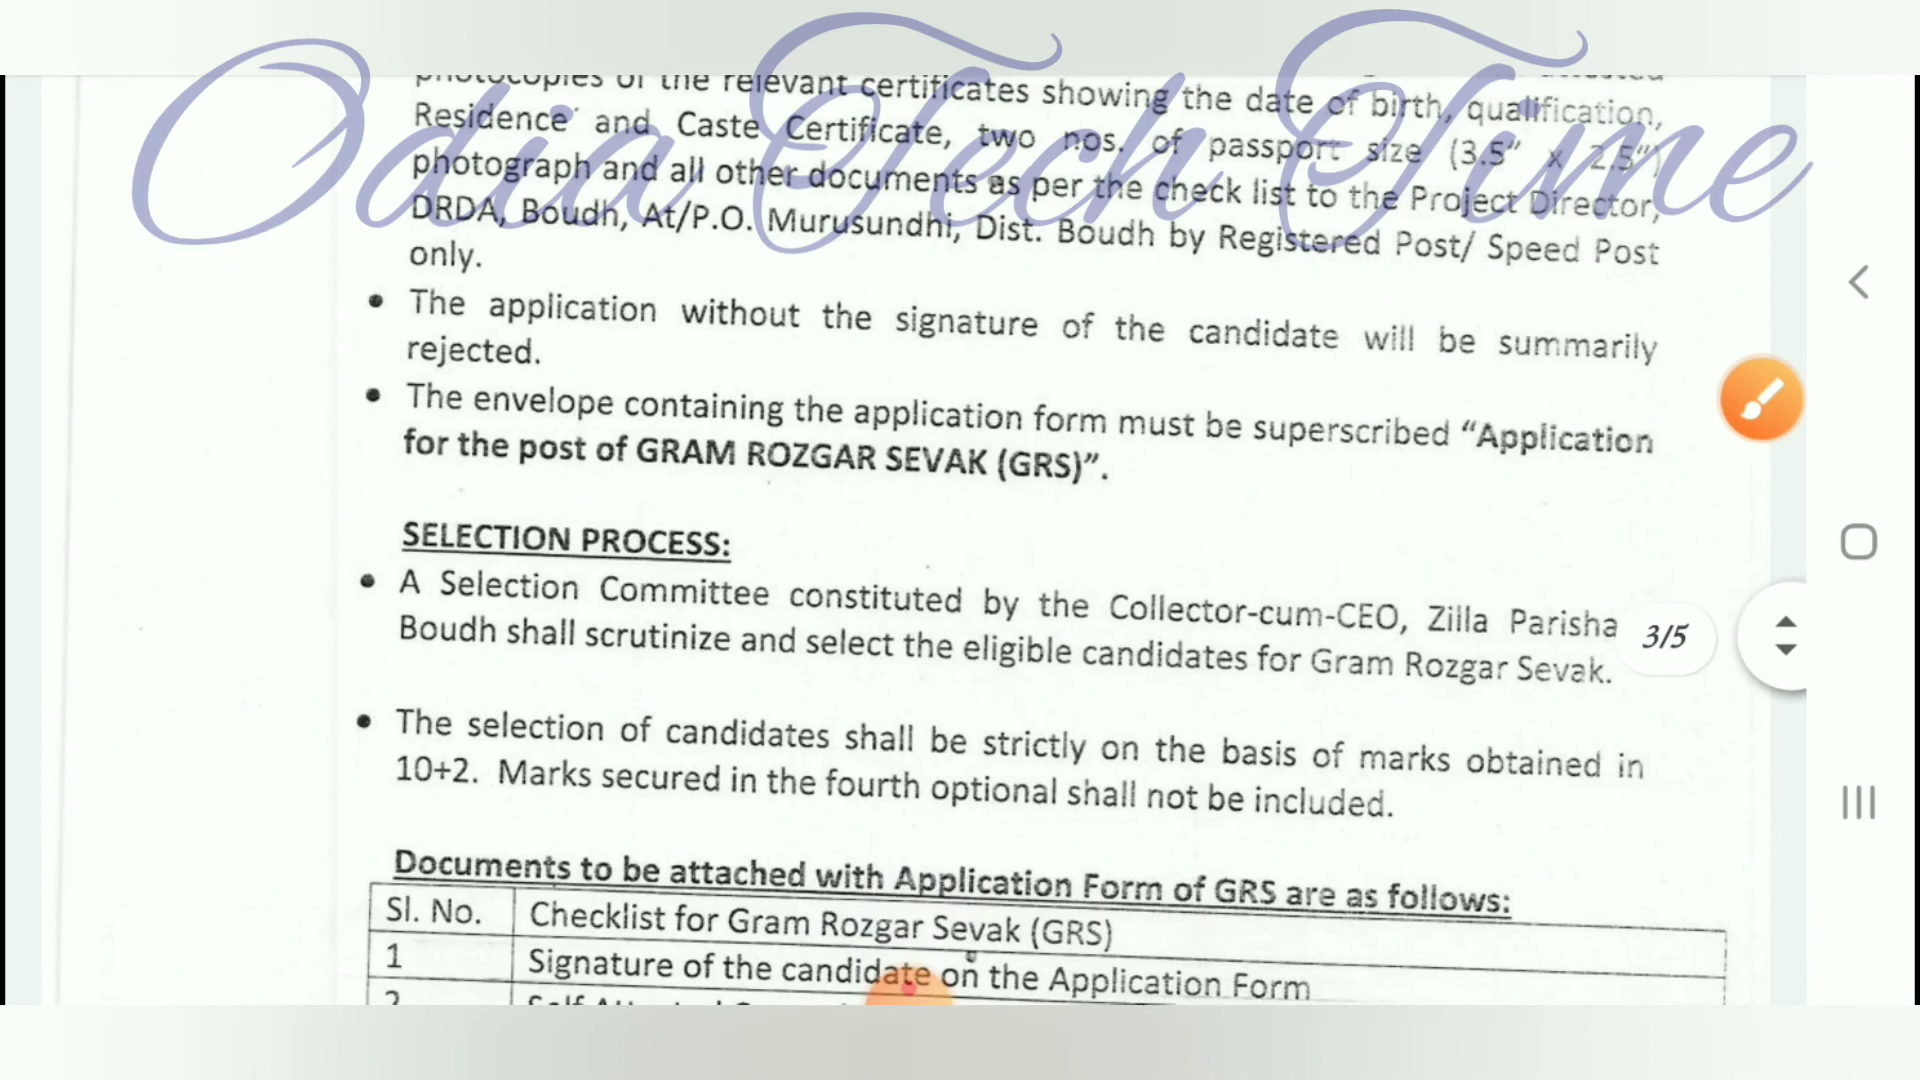 Odia Tech Time
photocopies of the relevant certificates showing the date of birth, qualification,
Residence and Caste Certificate, two nos. of passport size (3.5" x 2.5")
photograph and all other documents as per the check list to the Project Director,
DRDA, Boudh, At/P.O. Murusundhi, Dist. Boudh by Registered Post/ Speed Post
only.
• The application without the signature of the candidate will be summarily
rejected.
• The envelope containing the application form must be superscribed “Application
for the post of GRAM ROZGAR SEVAK (GRS)”.
SELECTION PROCESS:
• A Selection Committee constituted by the Collector-cum-CEO, Zilla Parisha
Boudh shall scrutinize and select the eligible candidates for Gram Rozgar Sevak.
3/5
• The selection of candidates shall be strictly on the basis of marks obtained in
10+2. Marks secured in the fourth optional shall not be included.
Documents to be attached with Application Form of GRS are as follows:
Sl. No. Checklist for Gram Rozgar Sevak (GRS)
1 Signature of the candidate on the Application Form